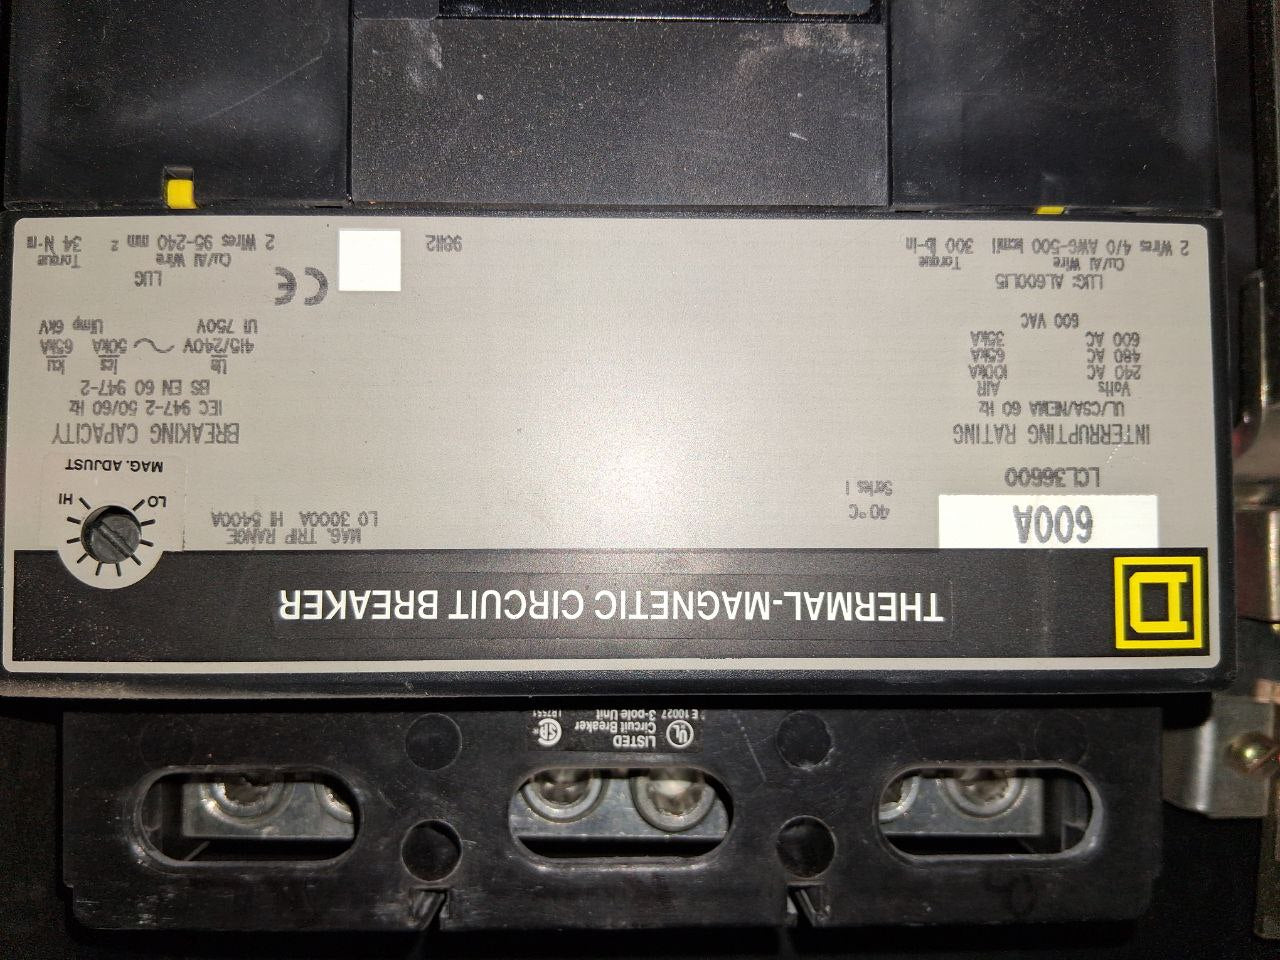 UL LISTED
Circuit Breaker
3-pole Unit
E10027
LR7551
D
THERMAL-MAGNETIC CIRCUIT BREAKER
600A
40°C
Series 1
LCL36600
INTERRUPTING RATING
UL/CSA/NEMA 60 Hz
Volts AIR
240 AC 100kA
480 AC 65kA
600 AC 35kA
600 VAC
LUG: AL600LI5
Cu/Al Wire Torque
2 Wires 4/0 AWG-500 kcmil 300 lb-in
MAG. TRIP RANGE
LO 3000A HI 5400A
LO HI
MAG. ADJUST
BREAKING CAPACITY
IEC 947-2 50/60 Hz
BS EN 60 947-2
Ue Ics Icu
415/240V ~ 50kA 65kA
Ui 750V Uimp 6kV
CE
LUG
Cu/Al Wire Torque
2 Wires 95-240 mm² 34 N-m